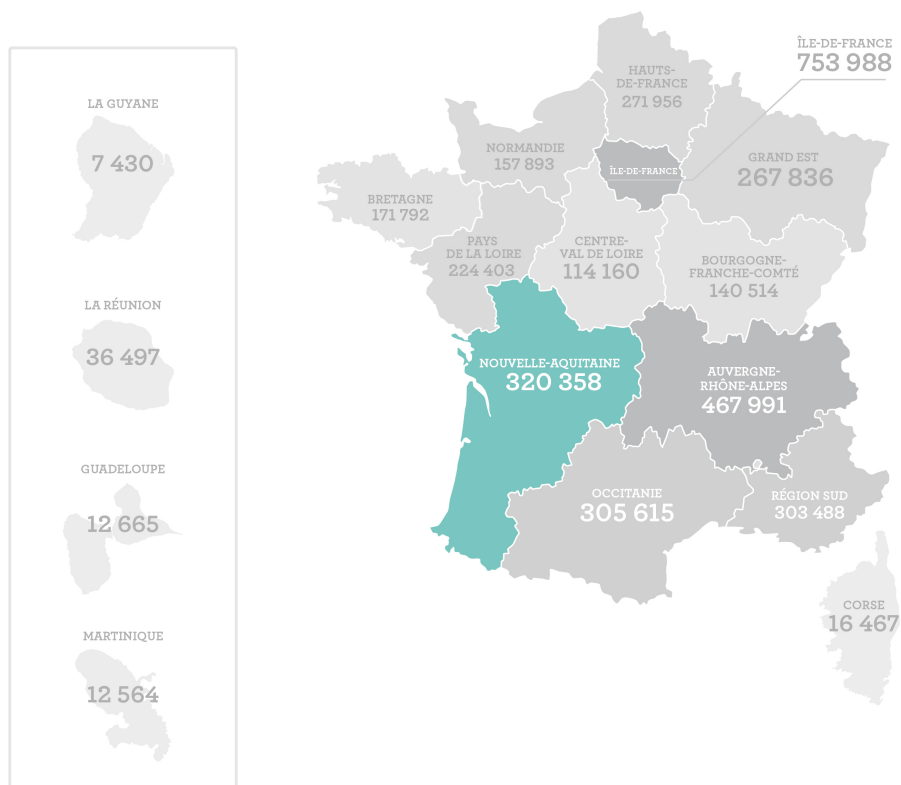 LA GUYANE
7 430
LA RÉUNION
36 497
GUADELOUPE
12 665
MARTINIQUE
12 564
ÎLE-DE-FRANCE
753 988
HAUTS-
DE-FRANCE
271 956
NORMANDIE
157 893
ÎLE-DE-FRANCE
GRAND EST
267 836
BRETAGNE
171 792
PAYS
DE LA LOIRE
224 403
CENTRE-
VAL DE LOIRE
114 160
BOURGOGNE-
FRANCHE-COMTÉ
140 514
NOUVELLE-AQUITAINE
320 358
AUVERGNE-
RHÔNE-ALPES
467 991
OCCITANIE
305 615
RÉGION SUD
303 488
CORSE
16 467